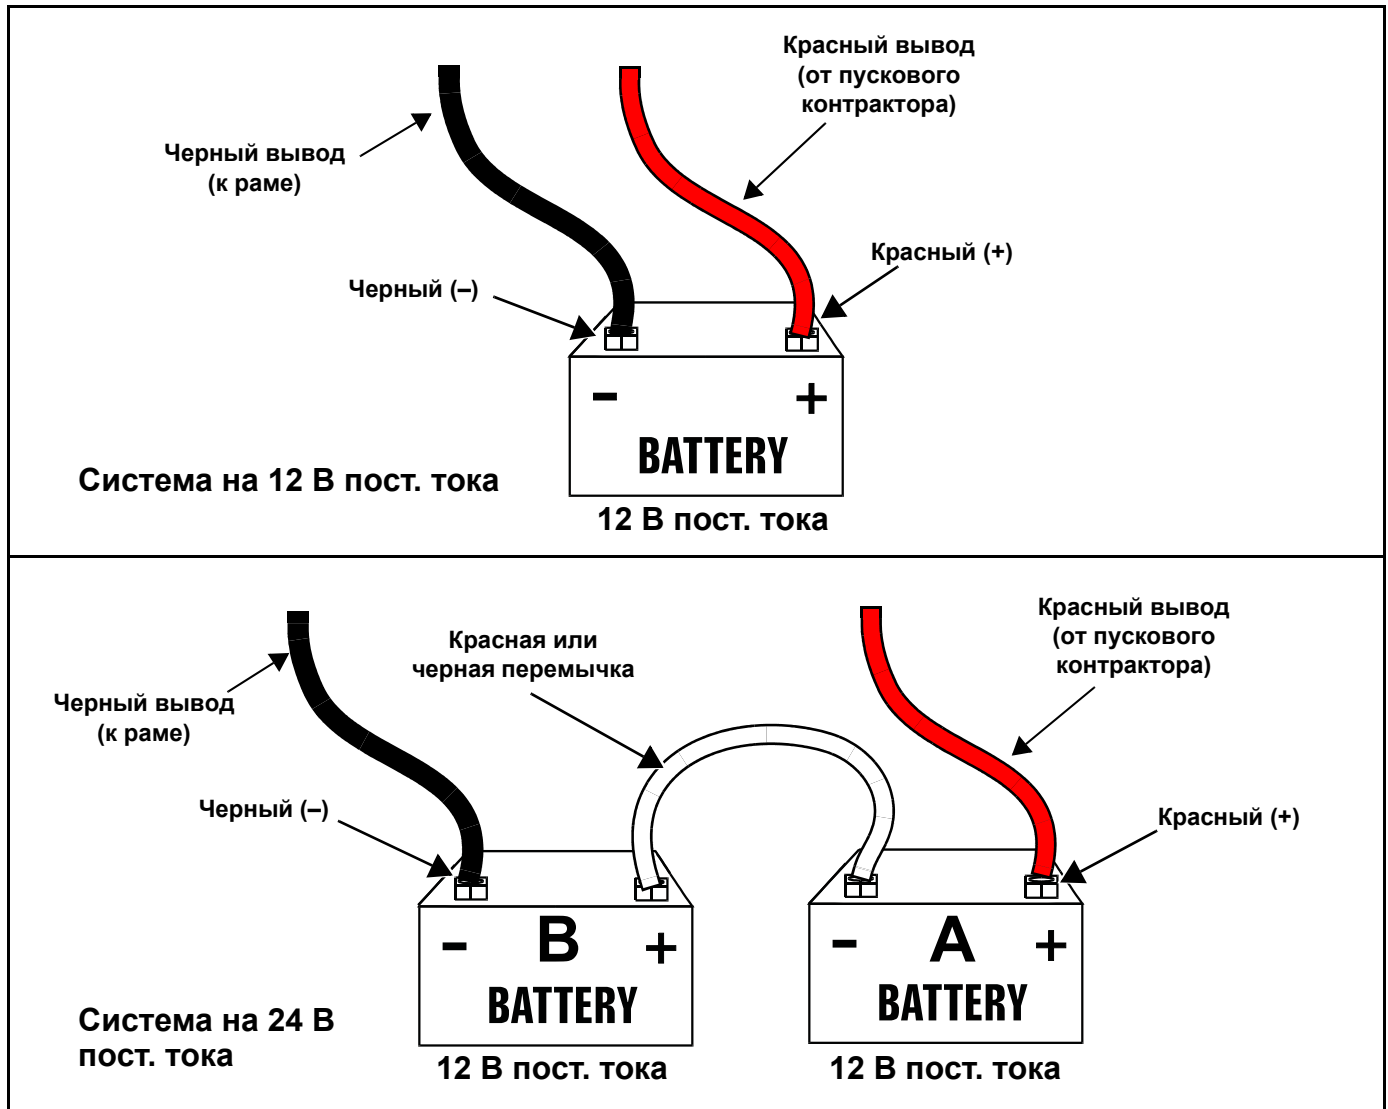 Красный вывод
(от пускового
контрактора)
Черный вывод
(к раме)
Красный (+)
Черный (–)
- +
BATTERY
Система на 12 В пост. тока
12 В пост. тока
Красный вывод
(от пускового
контрактора)
Красная или
черная перемычка
Черный вывод
(к раме)
Черный (–)
Красный (+)
- B +
BATTERY
- A +
BATTERY
Система на 24 В
пост. тока
12 В пост. тока
12 В пост. тока